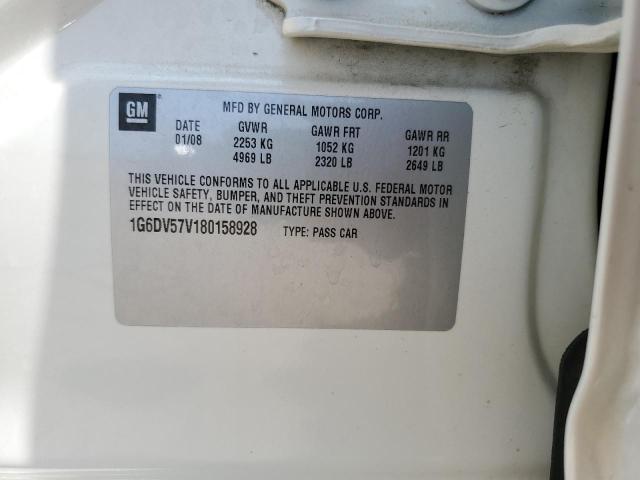 GM
MFD BY GENERAL MOTORS CORP.
DATE GVWR GAWR FRT GAWR RR
01/08 2253 KG 1052 KG 1201 KG
4969 LB 2320 LB 2649 LB
THIS VEHICLE CONFORMS TO ALL APPLICABLE U.S. FEDERAL MOTOR
VEHICLE SAFETY, BUMPER, AND THEFT PREVENTION STANDARDS IN
EFFECT ON THE DATE OF MANUFACTURE SHOWN ABOVE.
1G6DV57V180158928 TYPE: PASS CAR